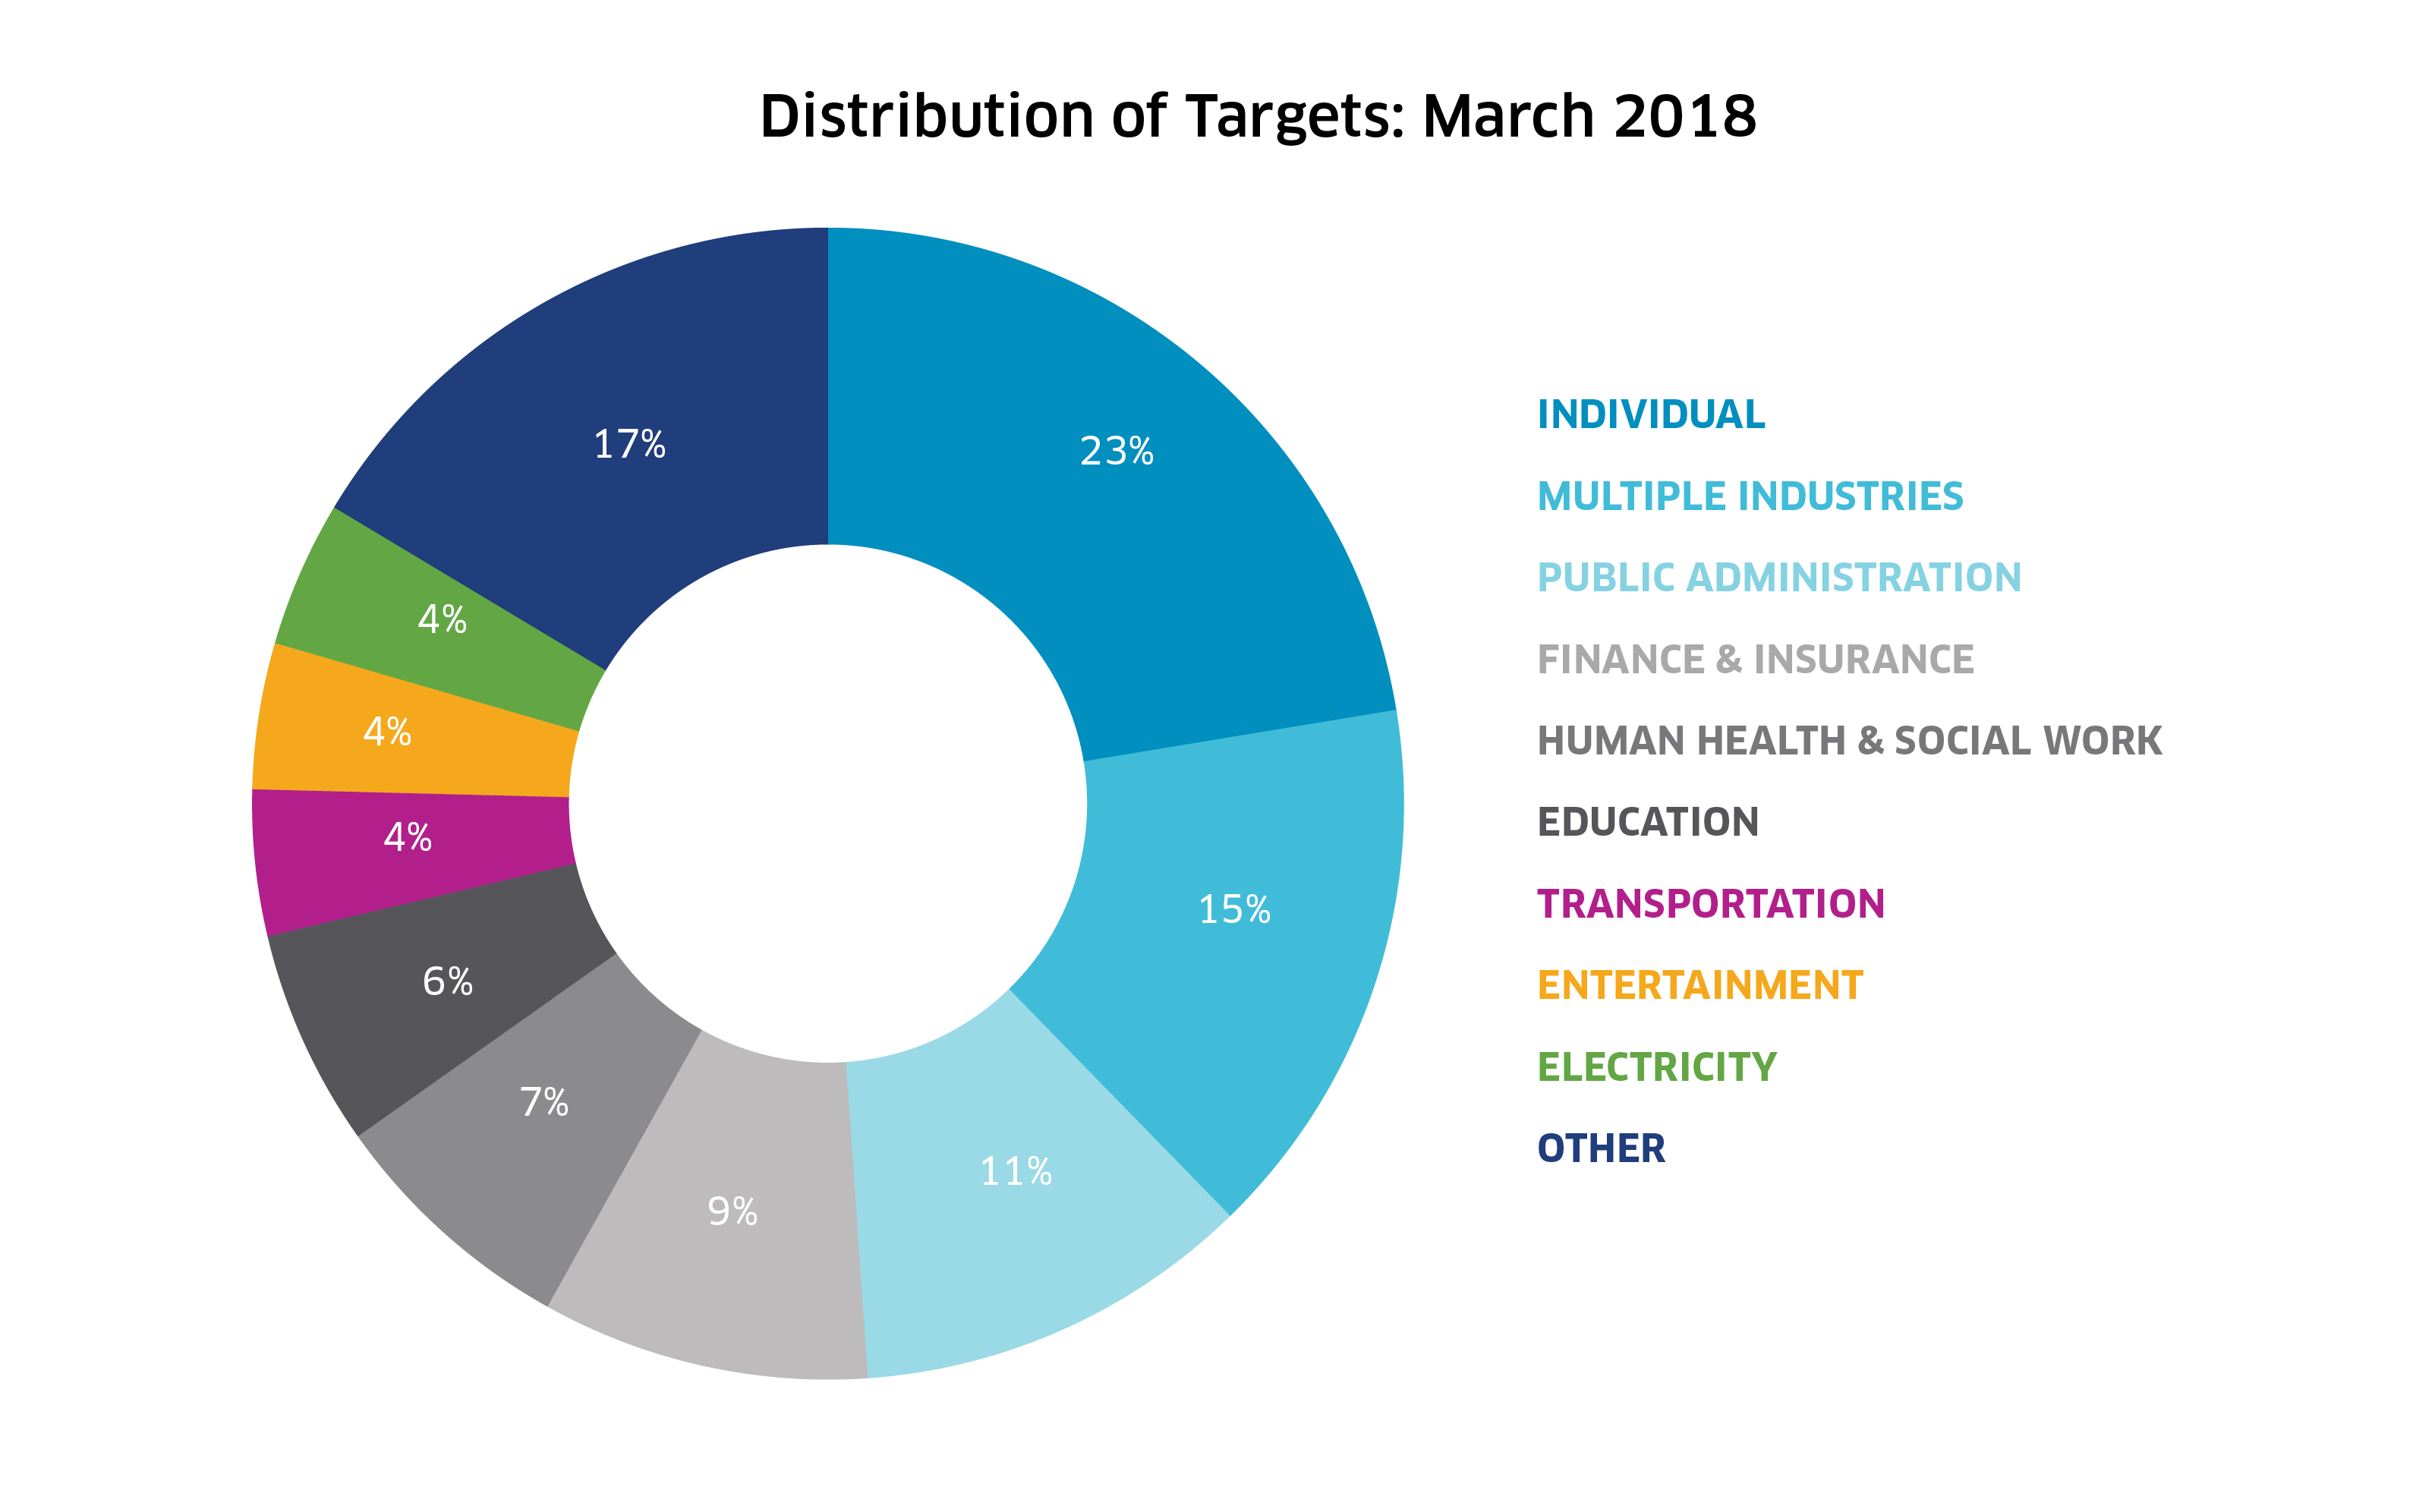 Distribution of Targets: March 2018
17%
23%
4%
4%
4%
15%
6%
7%
11%
9%
INDIVIDUAL
MULTIPLE INDUSTRIES
PUBLIC ADMINISTRATION
FINANCE & INSURANCE
HUMAN HEALTH & SOCIAL WORK
EDUCATION
TRANSPORTATION
ENTERTAINMENT
ELECTRICITY
OTHER